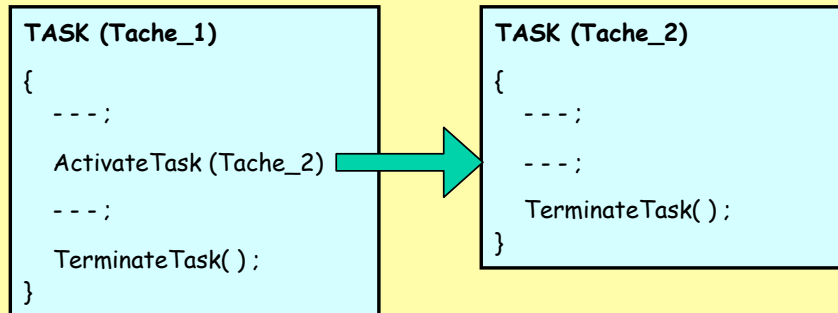 TASK (Tache_1)
{
- - - ;
ActivateTask (Tache_2)
- - - ;
TerminateTask( ) ;
}
TASK (Tache_2)
{
- - - ;
- - - ;
TerminateTask( ) ;
}